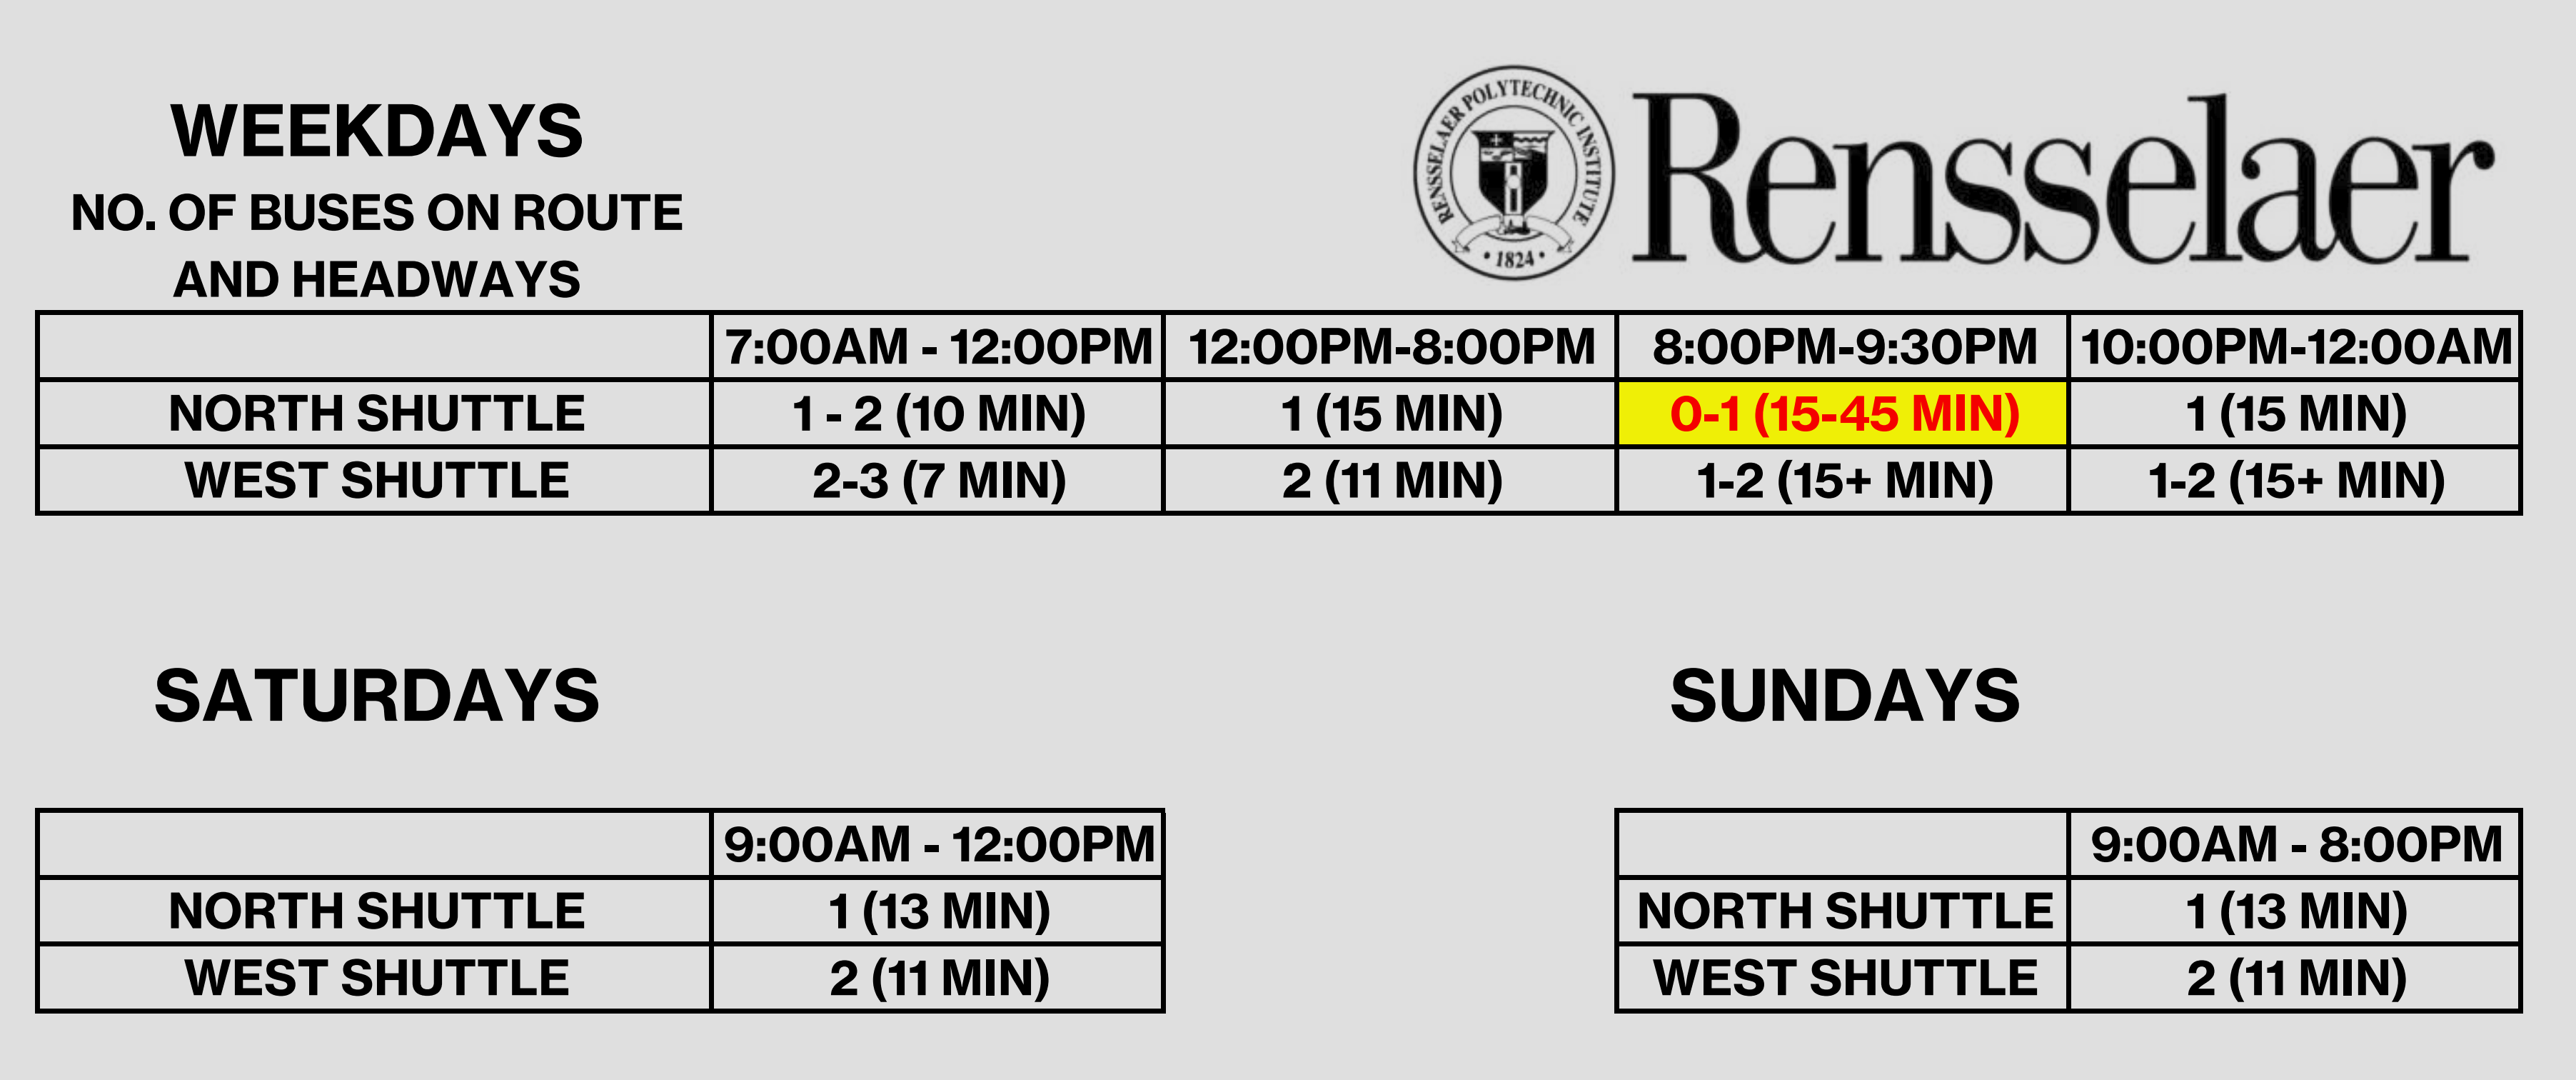 WEEKDAYS
NO. OF BUSES ON ROUTE
AND HEADWAYS
RENSSELAER POLYTECHNIC INSTITUTE
• 1824 •
Rensselaer
7:00AM - 12:00PM 12:00PM-8:00PM 8:00PM-9:30PM 10:00PM-12:00AM
NORTH SHUTTLE 1 - 2 (10 MIN) 1 (15 MIN) 0-1 (15-45 MIN) 1 (15 MIN)
WEST SHUTTLE 2-3 (7 MIN) 2 (11 MIN) 1-2 (15+ MIN) 1-2 (15+ MIN)
SATURDAYS
9:00AM - 12:00PM
NORTH SHUTTLE 1 (13 MIN)
WEST SHUTTLE 2 (11 MIN)
SUNDAYS
9:00AM - 8:00PM
NORTH SHUTTLE 1 (13 MIN)
WEST SHUTTLE 2 (11 MIN)